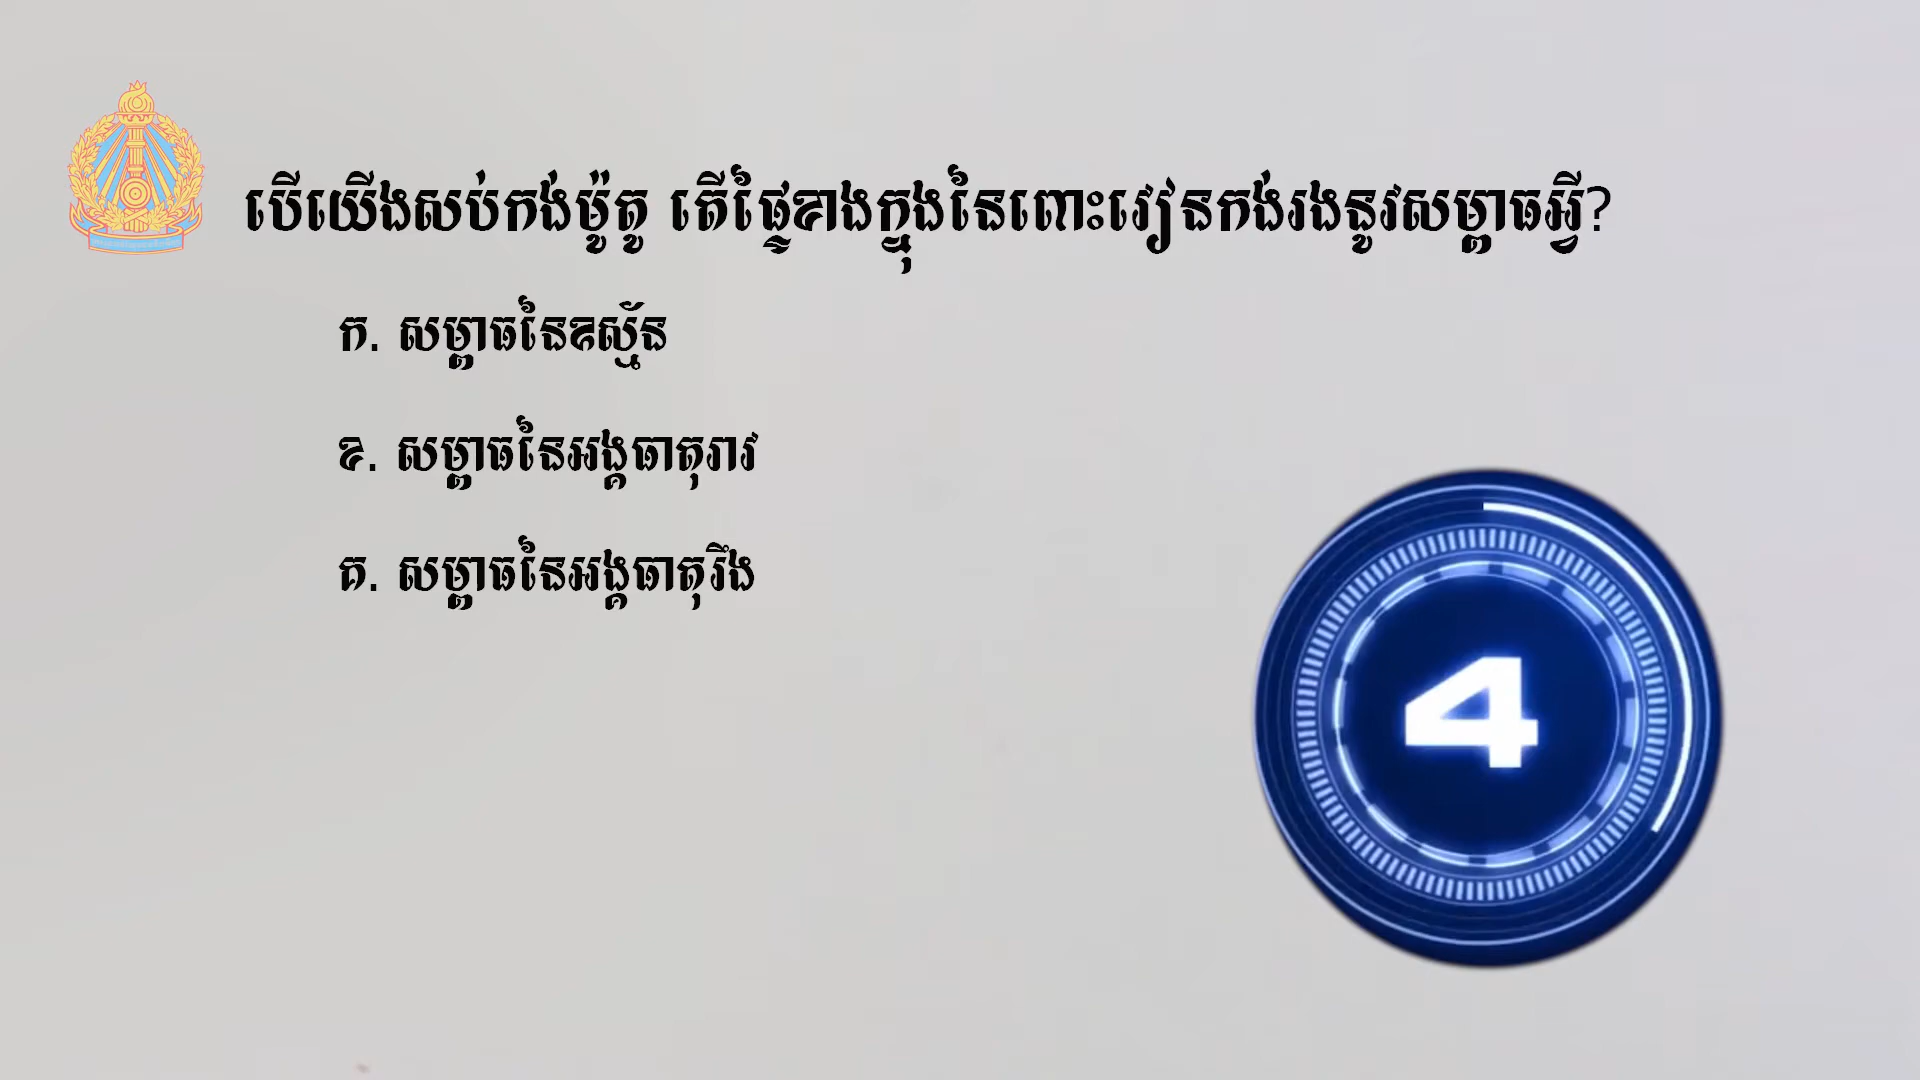 បើយើងសប់កង់ម៉ូតូ តើផ្ទៃខាងក្នុងនៃពោះវៀនកង់រងនូវសម្ពាធអ្វី?
ក. សម្ពាធនៃឧស្ម័ន
ខ. សម្ពាធនៃអង្គធាតុរាវ
គ. សម្ពាធនៃអង្គធាតុរឹង
4